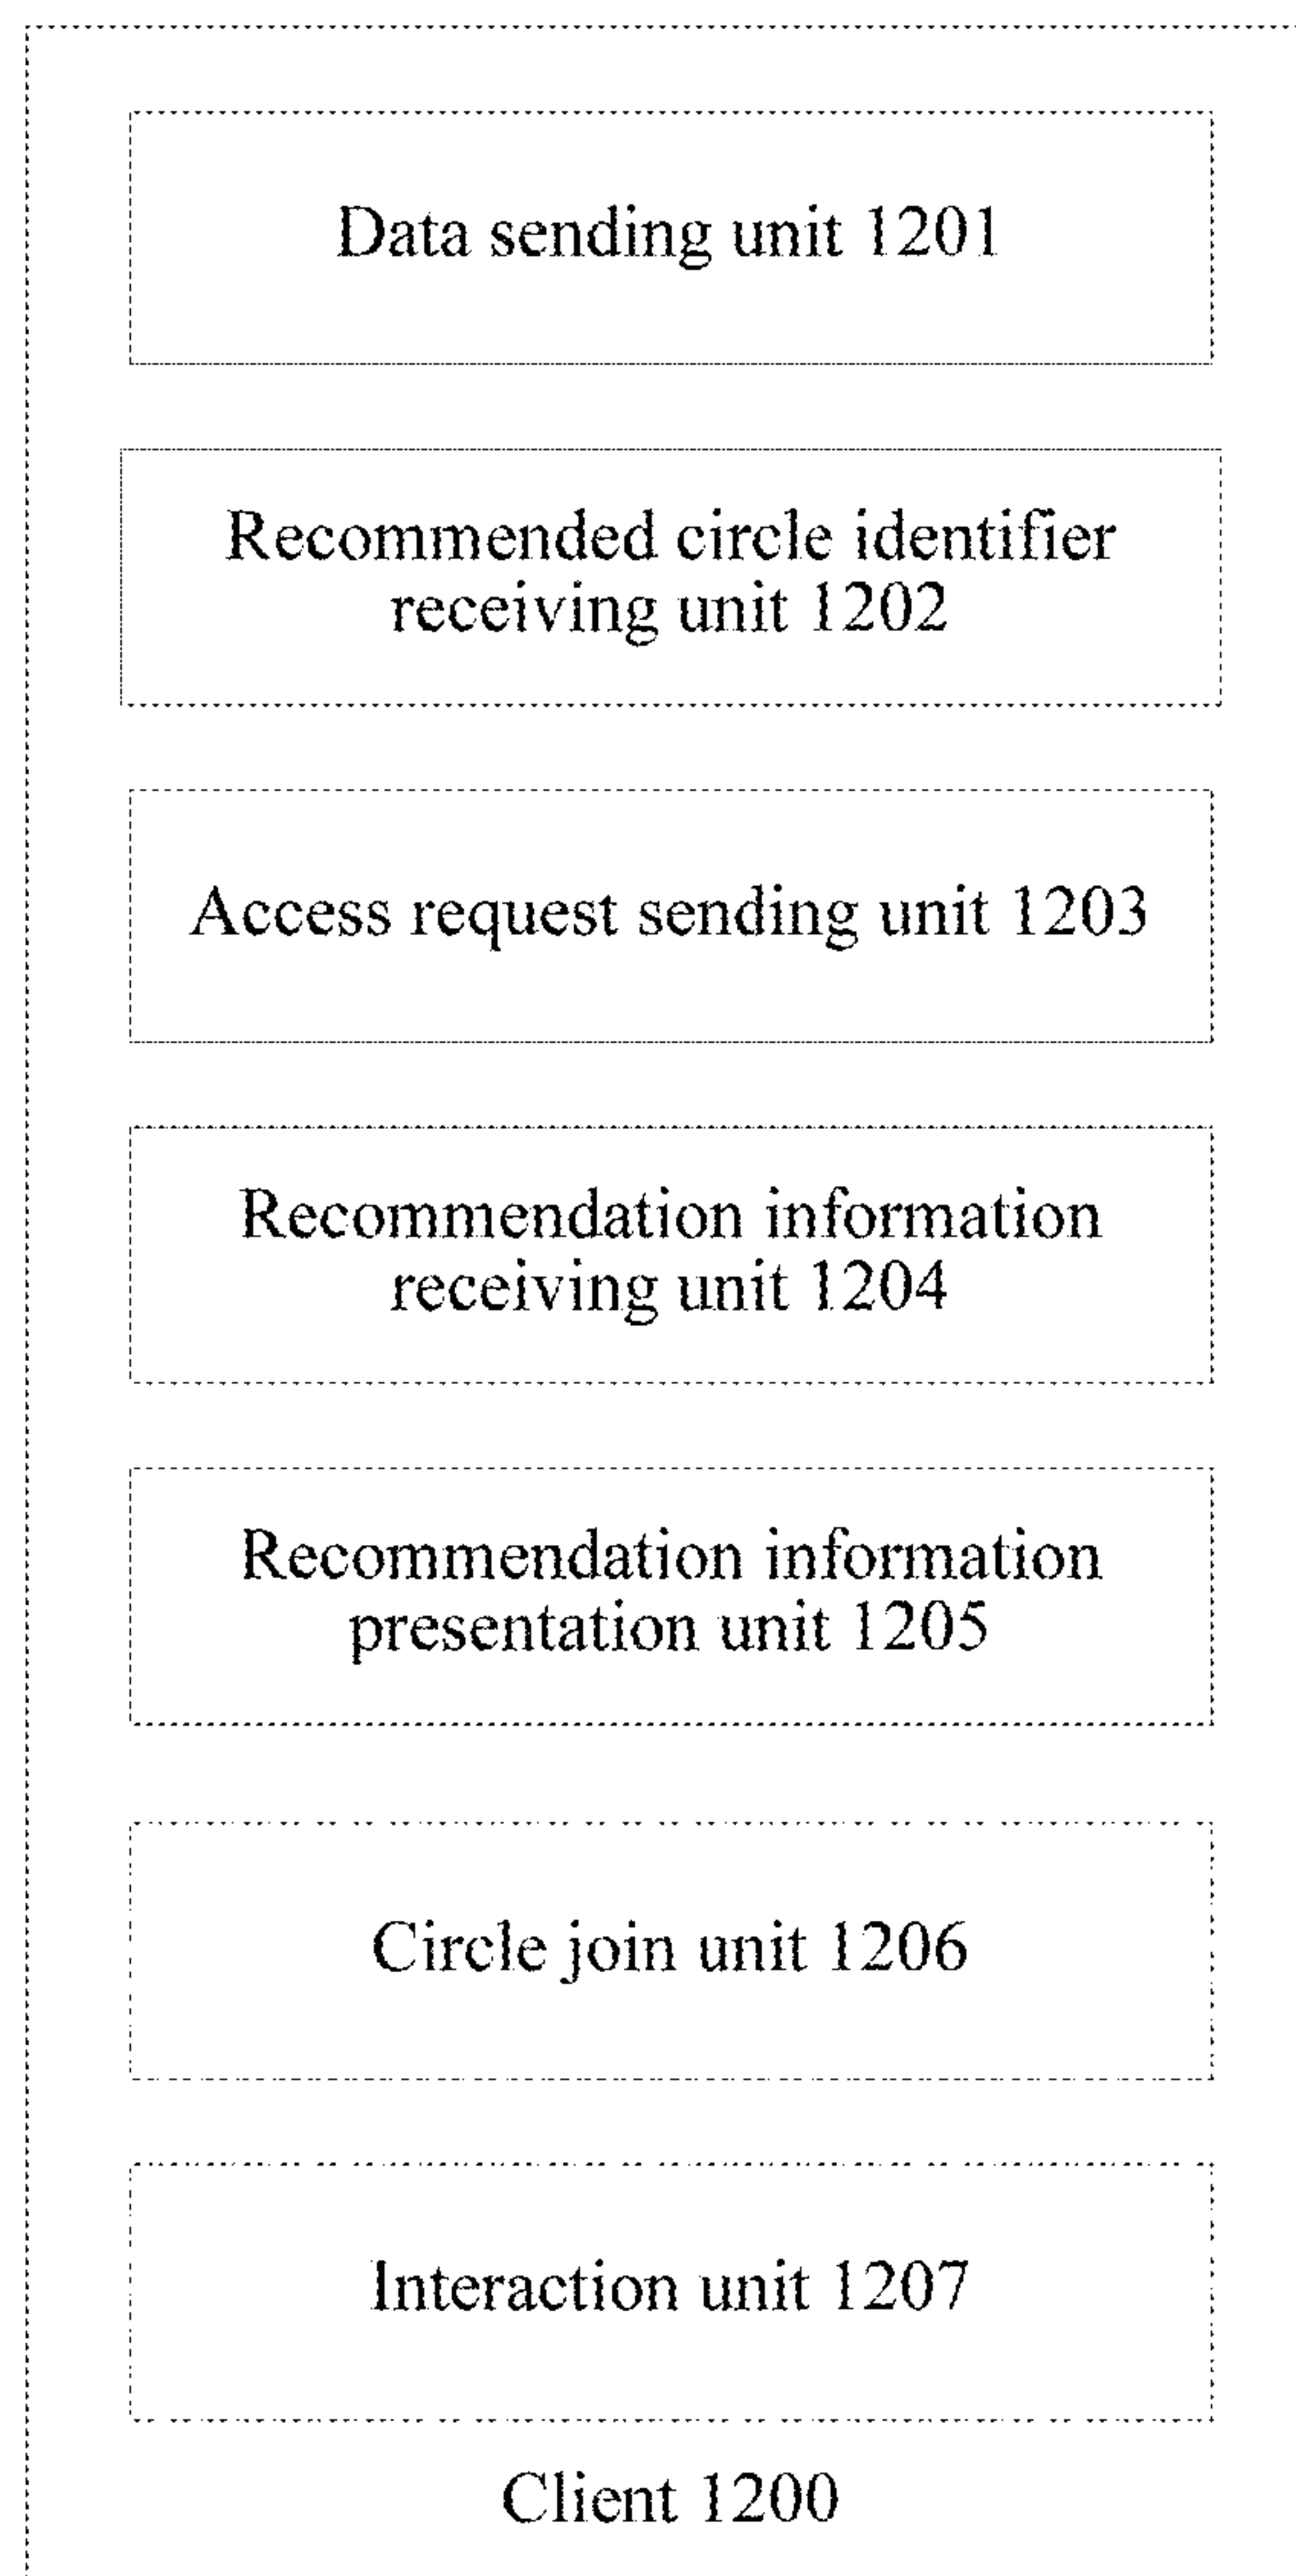 Data sending unit 1201
Recommended circle identifier
receiving unit 1202
Access request sending unit 1203
Recommendation information
receiving unit 1204
Recommendation information
presentation unit 1205
Circle join unit 1206
Interaction unit 1207
Client 1200